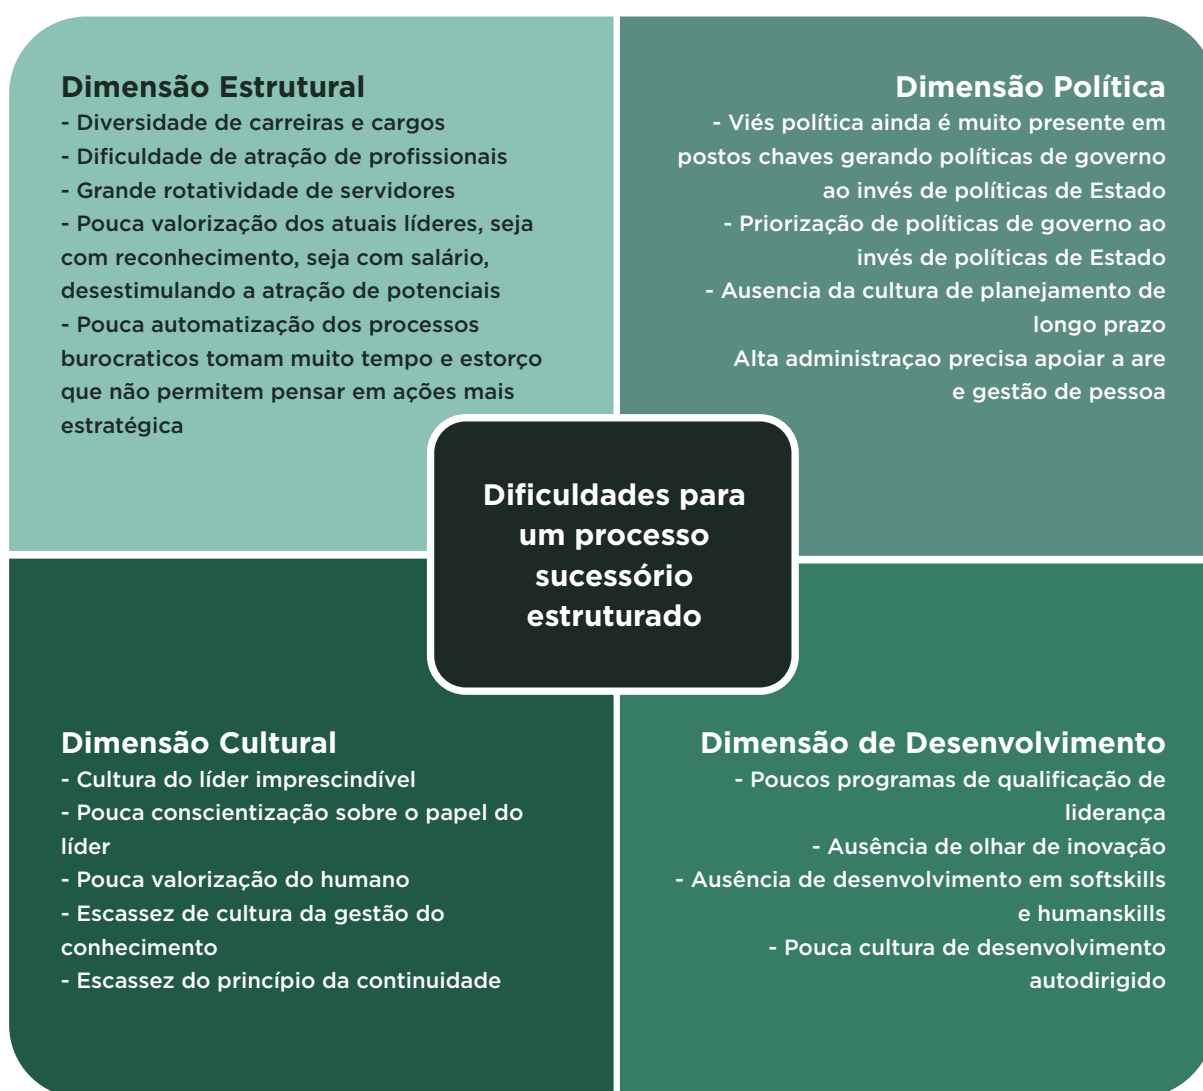 Dimensão Estrutural
- Diversidade de carreiras e cargos
- Dificuldade de atração de profissionais
- Grande rotatividade de servidores
- Pouca valorização dos atuais líderes, seja
com reconhecimento, seja com salário,
desestimulando a atração de potenciais
- Pouca automatização dos processos
burocraticos tomam muito tempo e estorço
que não permitem pensar em ações mais
estratégica
Dimensão Política
- Viés política ainda é muito presente em
postos chaves gerando políticas de governo
ao invés de políticas de Estado
- Priorização de políticas de governo ao
invés de políticas de Estado
- Ausencia da cultura de planejamento de
longo prazo
Alta administraçao precisa apoiar a are
e gestão de pessoa
Dificuldades para
um processo
sucessório
estruturado
Dimensão Cultural
- Cultura do líder imprescindível
- Pouca conscientização sobre o papel do
líder
- Pouca valorização do humano
- Escassez de cultura da gestão do
conhecimento
- Escassez do princípio da continuidade
Dimensão de Desenvolvimento
- Poucos programas de qualificação de
liderança
- Ausência de olhar de inovação
- Ausência de desenvolvimento em softskills
e humanskills
- Pouca cultura de desenvolvimento
autodirigido